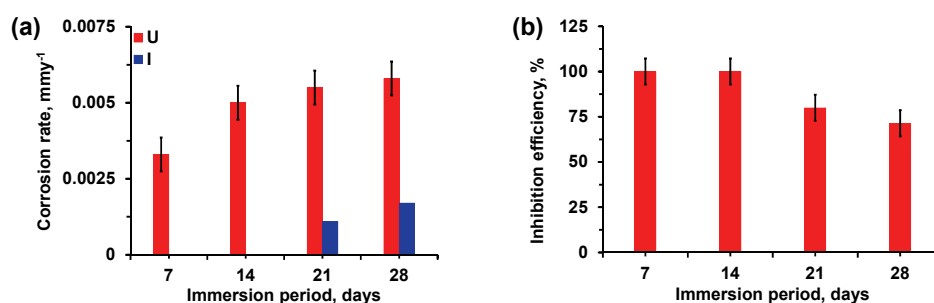 (a)
Corrosion rate, mmy-1
0.0075
0.005
0.0025
0
U
I
7 14 21 28
Immersion period, days
(b)
Inhibition efficiency, %
125
100
75
50
25
0
7 14 21 28
Immersion period, days